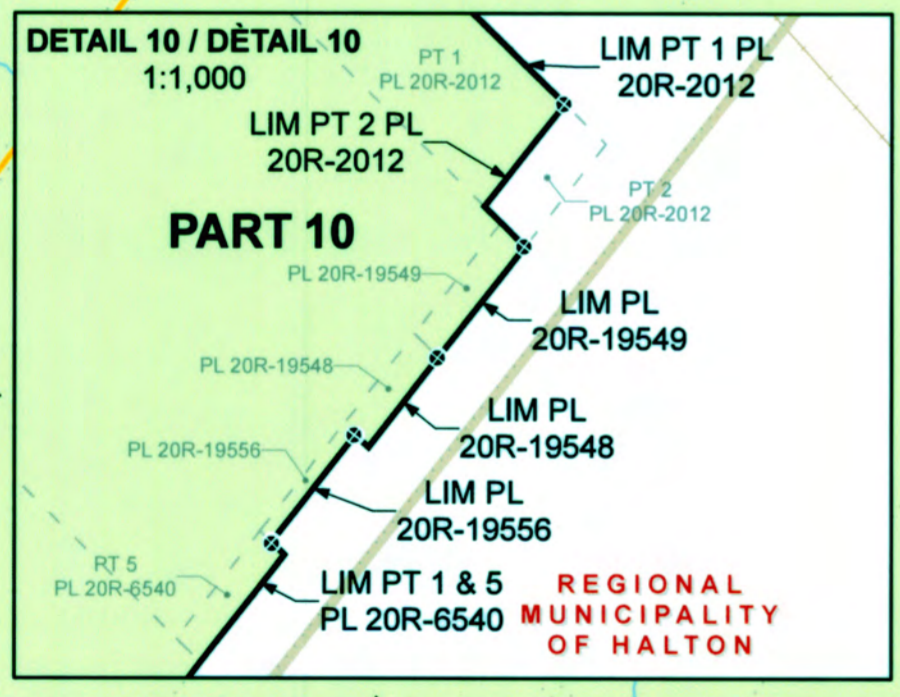 DETAIL 10 / DÈTAIL 10
1:1,000
PT 1
PL 20R-2012
LIM PT 1 PL
20R-2012
LIM PT 2 PL
20R-2012
PT 2
PL 20R-2012
PART 10
PL 20R-19549
LIM PL
20R-19549
PL 20R-19548
LIM PL
20R-19548
PL 20R-19556
LIM PL
20R-19556
RT 5
PL 20R-6540
LIM PT 1 & 5
PL 20R-6540
REGIONAL
MUNICIPALITY
OF HALTON